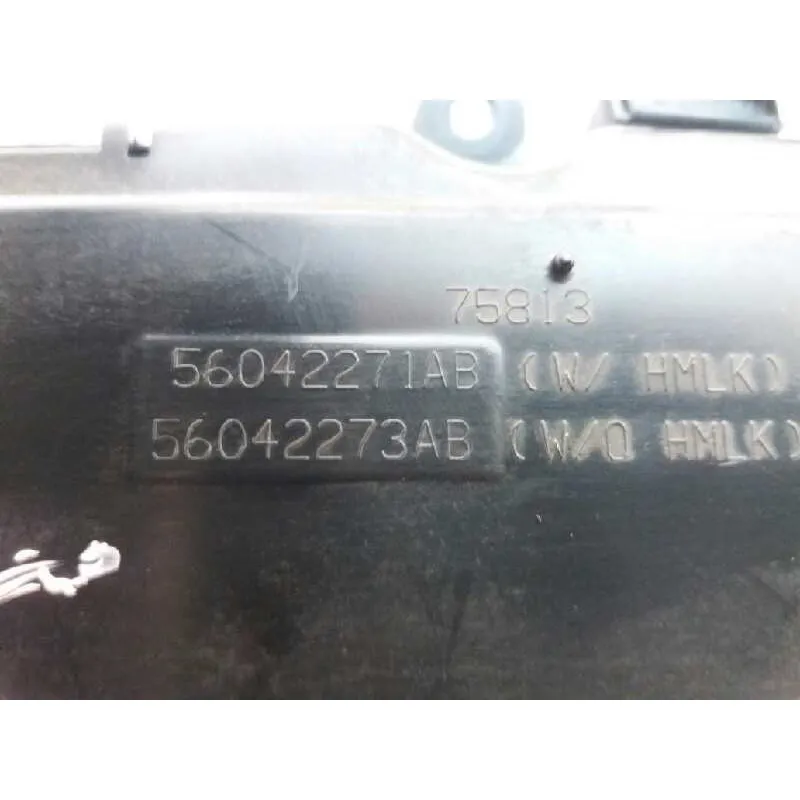 75813
56042271AB (W/ HMLK)
56042273AB (W/O HMLK)